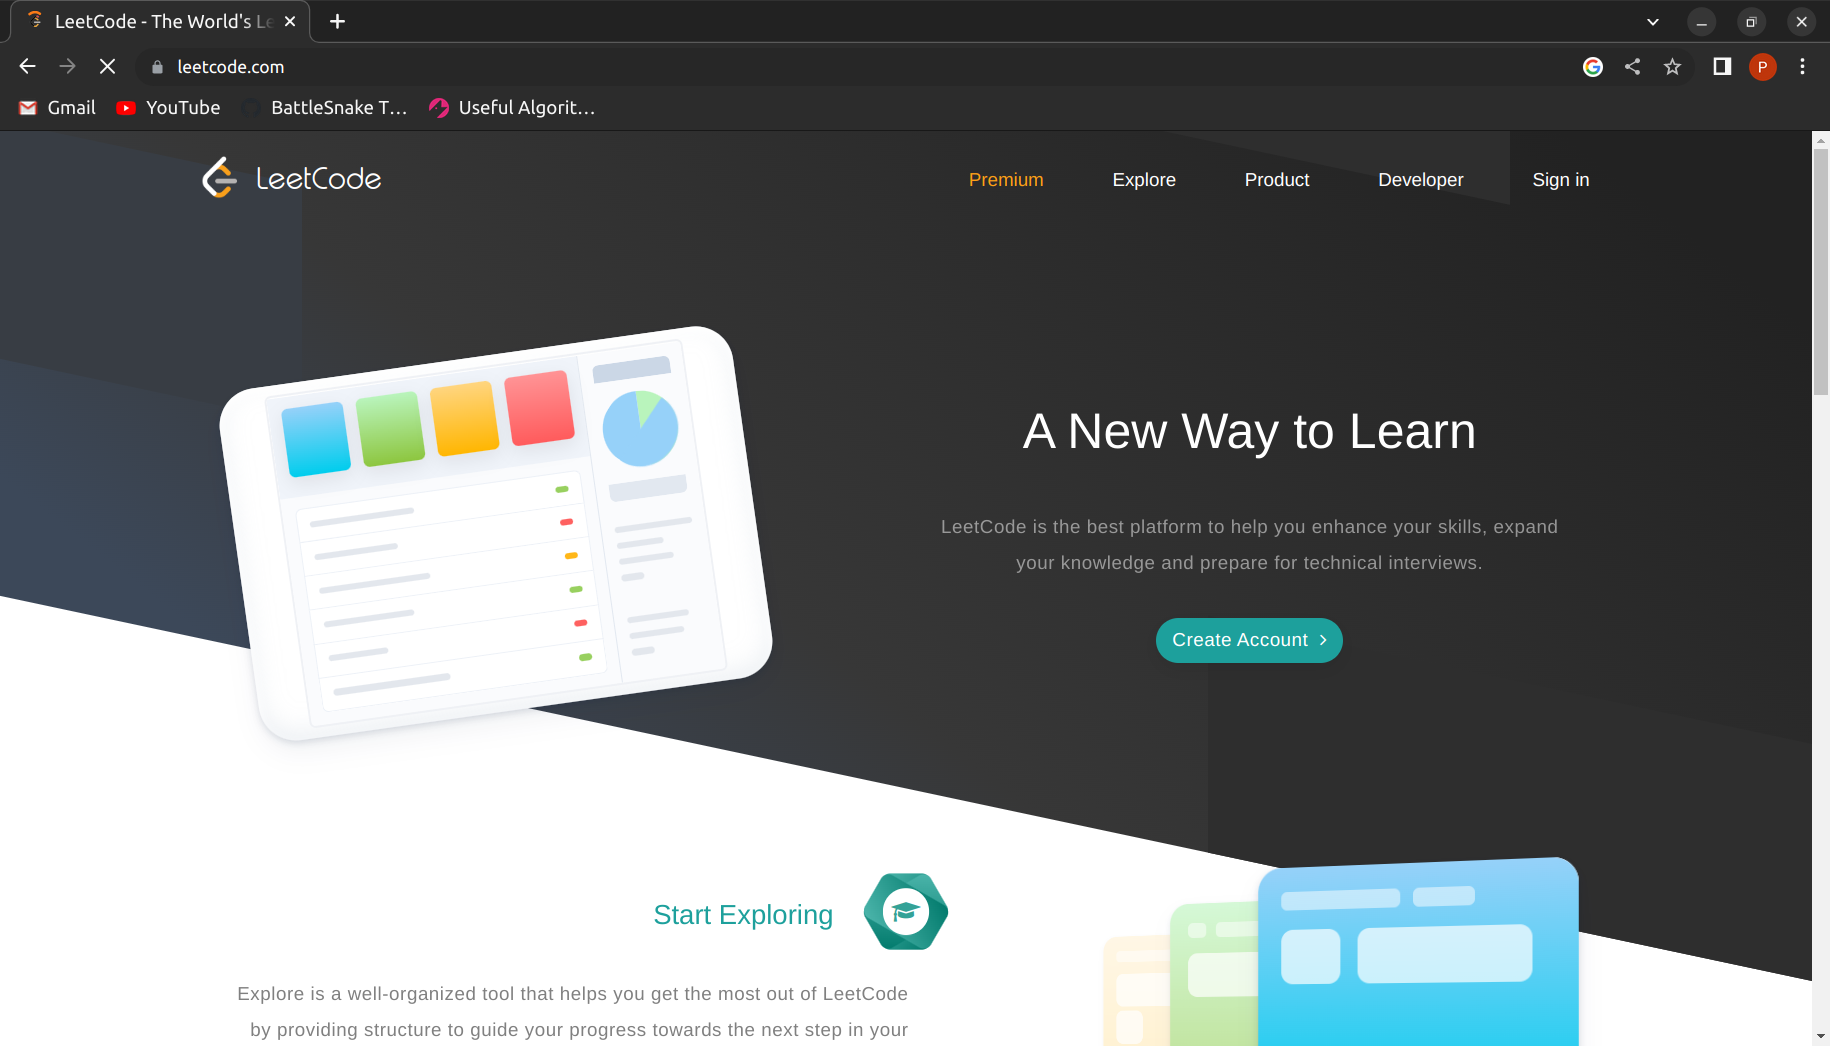 LeetCode - The World's Le
leetcode.com
P
Gmail
YouTube
BattleSnake T...
Useful Algorit...
LeetCode
Premium
Explore
Product
Developer
Sign in
A New Way to Learn
LeetCode is the best platform to help you enhance your skills, expand
your knowledge and prepare for technical interviews.
Create Account
Start Exploring
Explore is a well-organized tool that helps you get the most out of LeetCode
by providing structure to guide your progress towards the next step in your